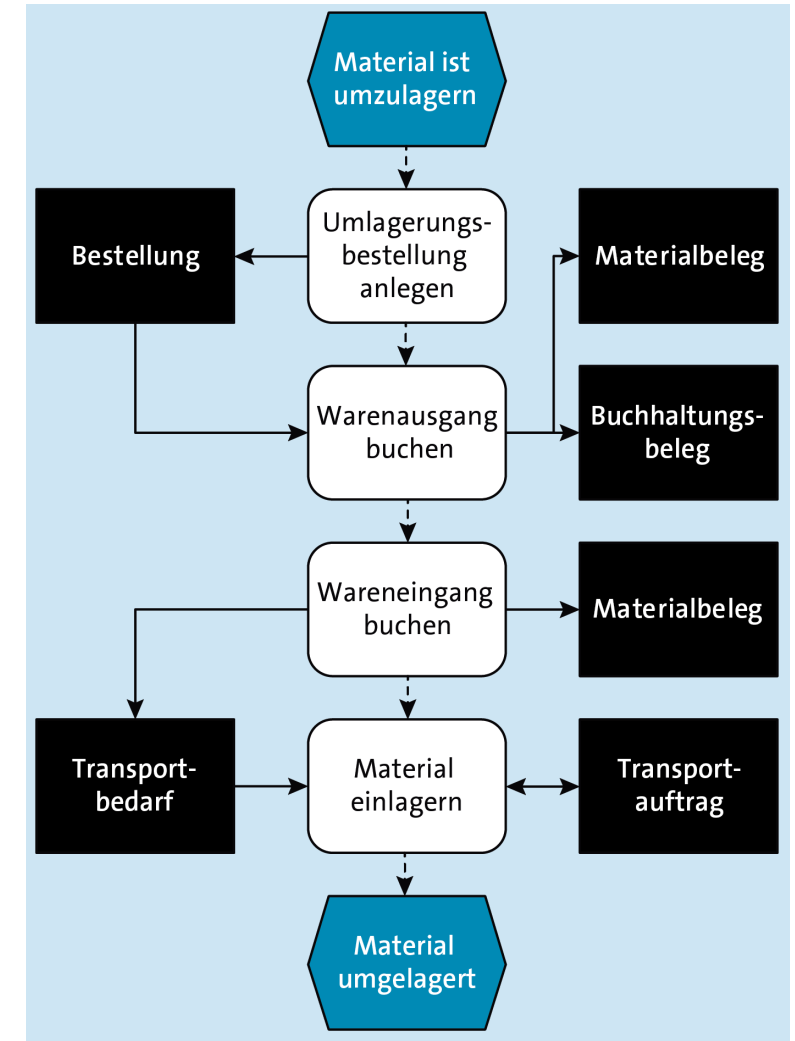 Material ist
umzulagern
Bestellung
Umlagerungs-
bestellung
anlegen
Materialbeleg
Warenausgang
buchen
Buchhaltungs-
beleg
Wareneingang
buchen
Materialbeleg
Transport-
bedarf
Material
einlagern
Transport-
auftrag
Material
umgelagert